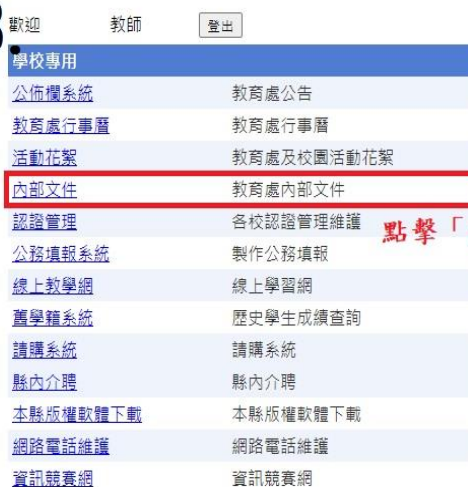 歡迎 教師 登出
學校專用
公佈欄系統 教育處公告
教育處行事曆 教育處行事曆
活動花絮 教育處及校園活動花絮
內部文件 教育處內部文件
認證管理 各校認證管理維護
點擊「
公務填報系統 製作公務填報
線上教學網 線上學習網
舊學籍系統 歷史學生成績查詢
請購系統 請購系統
縣內介聘 縣內介聘
本縣版權軟體下載 本縣版權軟體下載
網路電話維護 網路電話維護
資訊競賽網 資訊競賽網